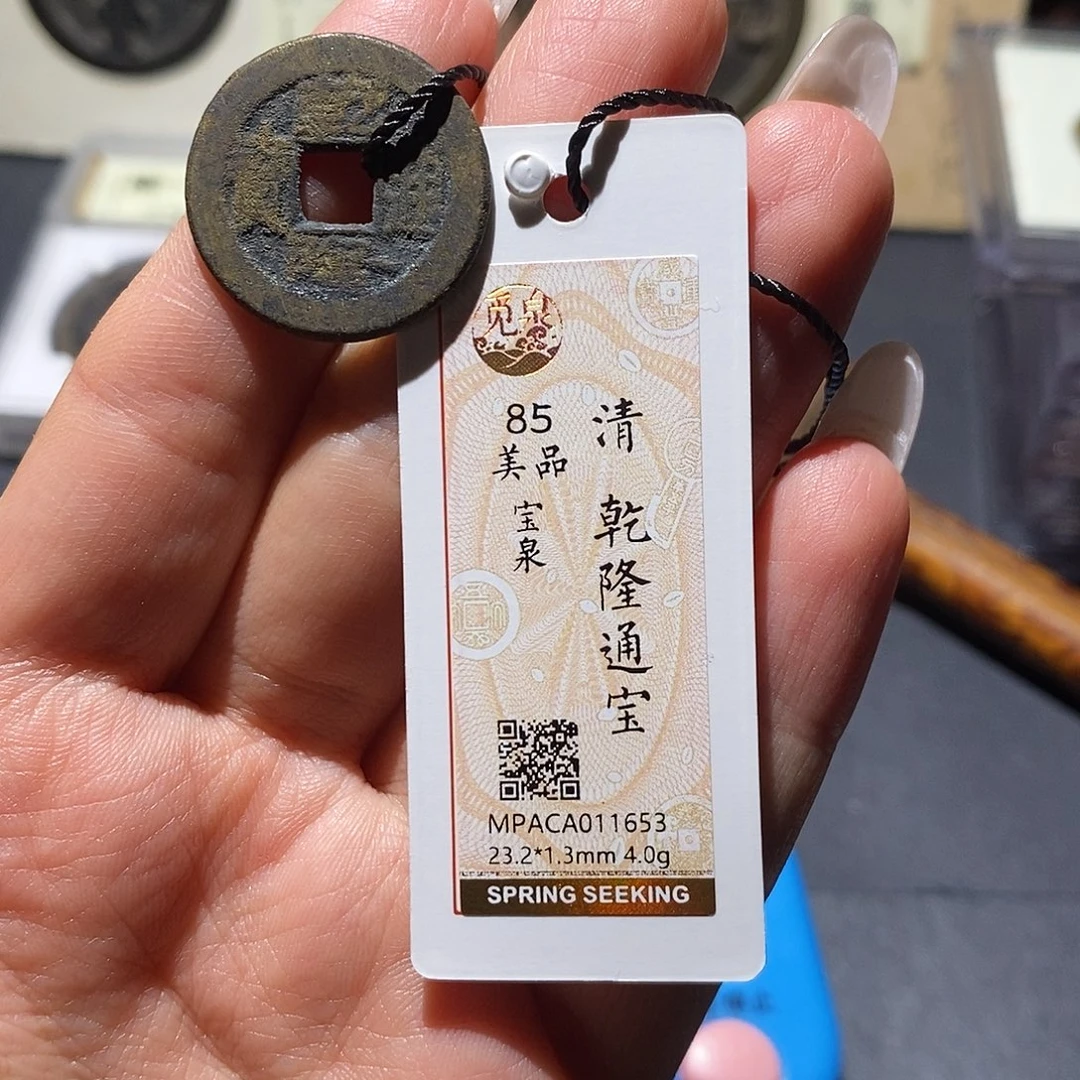 觅泉
清 乾隆通宝
85
美品
宝泉
MPACA011653
23.2*1.3mm 4.0g
SPRING SEEKING